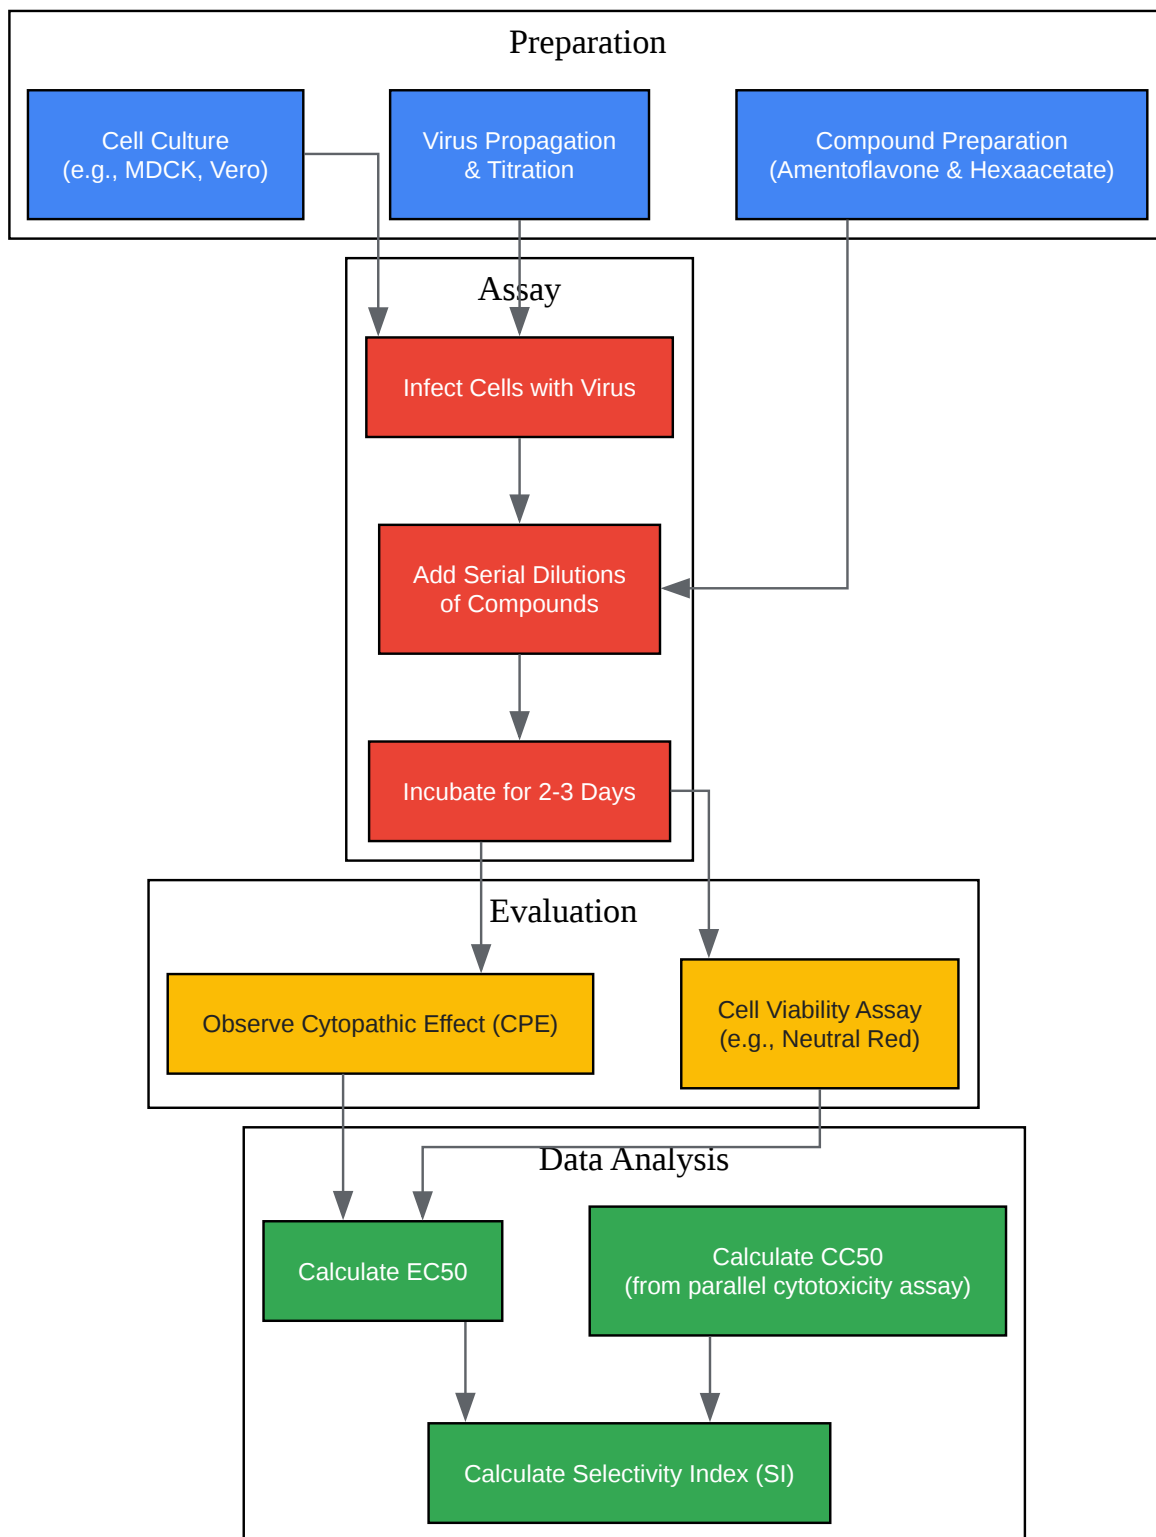 Preparation
Cell Culture
(e.g., MDCK, Vero)
Virus Propagation
& Titration
Compound Preparation
(Amentoflavone & Hexaacetate)
Assay
Infect Cells with Virus
Add Serial Dilutions
of Compounds
Incubate for 2-3 Days
Evaluation
Observe Cytopathic Effect (CPE)
Cell Viability Assay
(e.g., Neutral Red)
Data Analysis
Calculate EC50
Calculate CC50
(from parallel cytotoxicity assay)
Calculate Selectivity Index (SI)